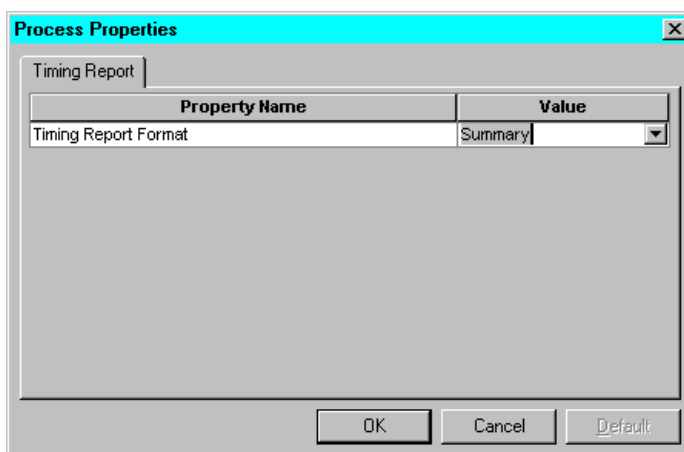 Process Properties
Timing Report
Property Name Value
Timing Report Format Summary
OK Cancel Default